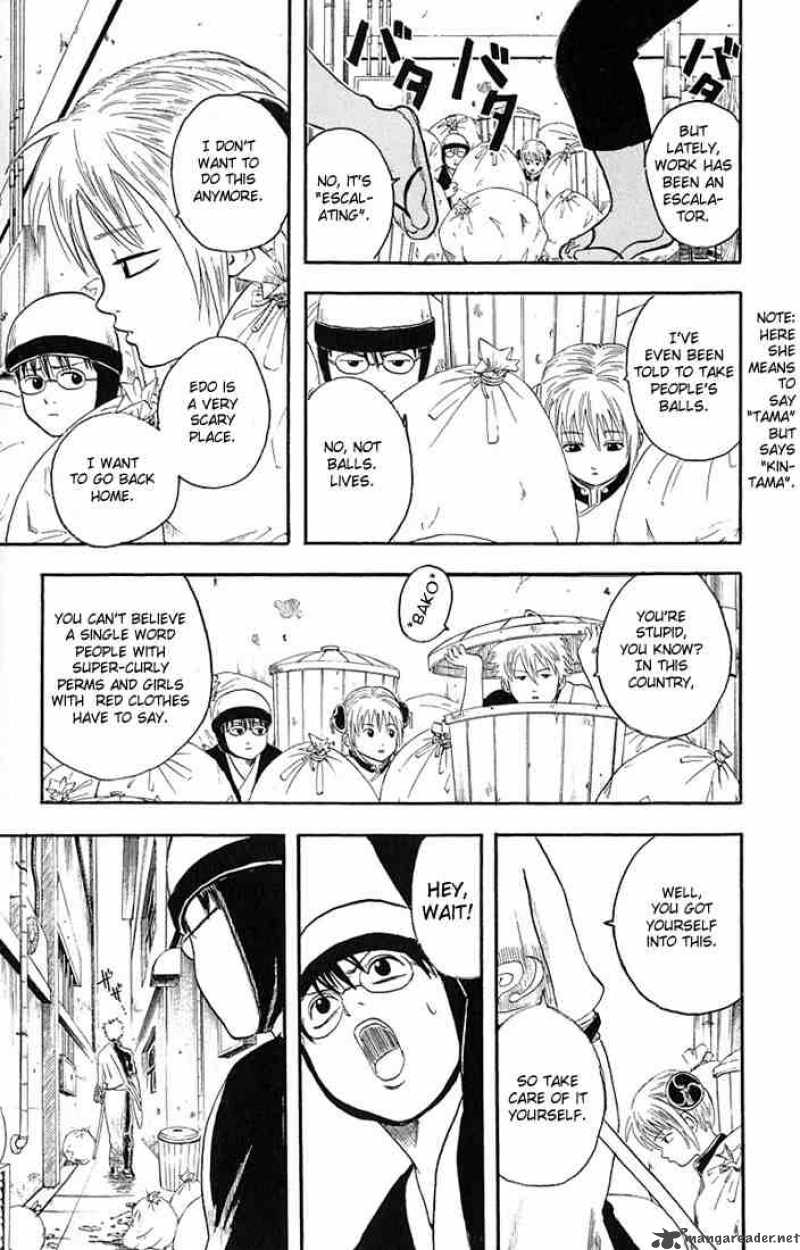 バタ
バタ
BUT
LATELY,
WORK HAS
BEEN AN
ESCALA-
TOR.
NO, IT'S
"ESCAL-
ATING".
I DON'T
WANT TO
DO THIS
ANYMORE.
EDO IS
A VERY
SCARY
PLACE.
I WANT
TO GO BACK
HOME.
I'VE
EVEN BEEN
TOLD TO TAKE
PEOPLE'S
BALLS.
NO, NOT
BALLS.
LIVES.
NOTE:
HERE
SHE
MEANS
TO
SAY
"TAMA"
BUT
SAYS
"KIN-
TAMA".
YOU'RE
STUPID,
YOU KNOW?
IN THIS
COUNTRY,
*BAKO*
YOU CAN'T BELIEVE
A SINGLE WORD
PEOPLE WITH
SUPER-CURLY
PERMS AND GIRLS
WITH RED CLOTHES
HAVE TO SAY.
WELL,
YOU GOT
YOURSELF
INTO THIS.
SO TAKE
CARE OF IT
YOURSELF.
HEY,
WAIT!
ザザ
mangareader.net